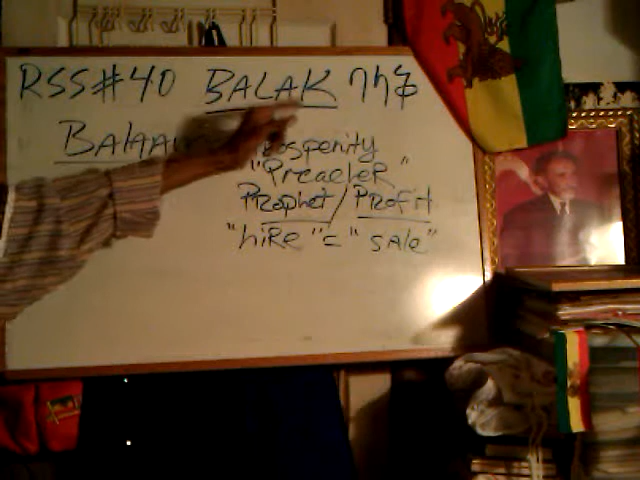 RSS#40 BALAK ባላቅ
Prosperity
"Preacher"
Prophet/Profit
"hire" = "sale"